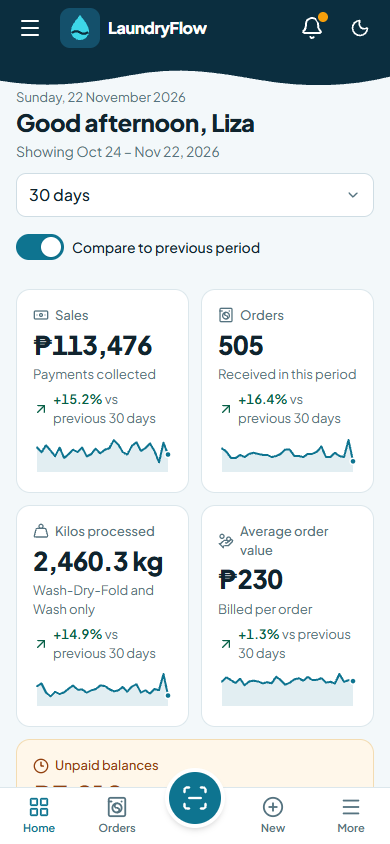 LaundryFlow
Sunday, 22 November 2026
Good afternoon, Liza
Showing Oct 24 – Nov 22, 2026
30 days
Compare to previous period
Sales
₱113,476
Payments collected
+15.2% vs
previous 30 days
Orders
505
Received in this period
+16.4% vs
previous 30 days
Kilos processed
2,460.3 kg
Wash-Dry-Fold and
Wash only
+14.9% vs
previous 30 days
Average order
value
₱230
Billed per order
+1.3% vs previous
30 days
Unpaid balances
Home
Orders
New
More